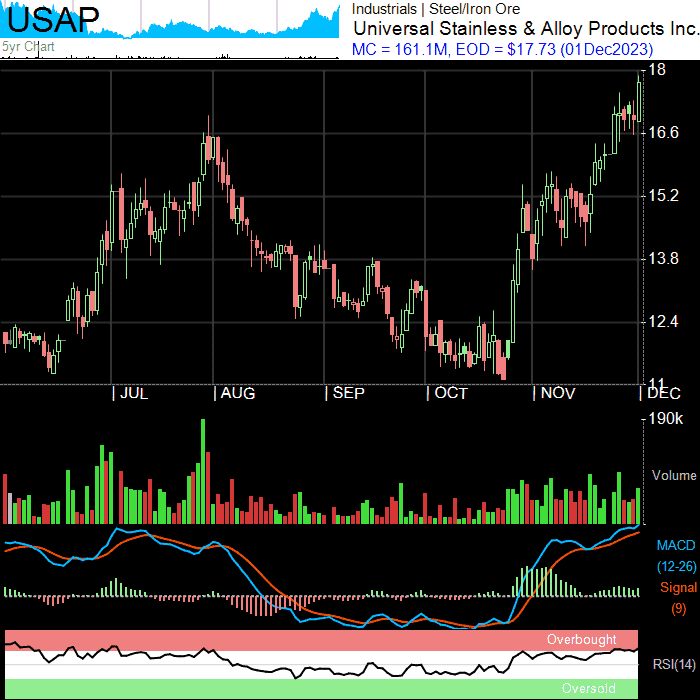 USAP
5yr Chart
Industrials | Steel/Iron Ore
Universal Stainless & Alloy Products Inc.
MC = 161.1M, EOD = $17.73 (01Dec2023)
18
16.6
15.2
13.8
12.4
11
| JUL | AUG | SEP | OCT | NOV | DEC
190k
Volume
MACD
(12-26)
Signal
(9)
Overbought
RSI(14)
Oversold